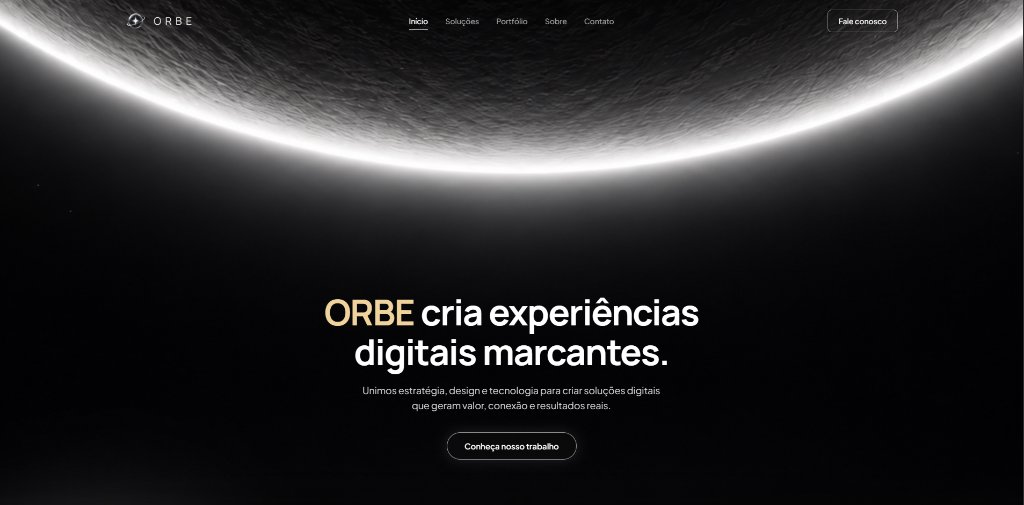 ORBE
Início Soluções Portfólio Sobre Contato
Fale conosco
ORBE cria experiências
digitais marcantes.
Unimos estratégia, design e tecnologia para criar soluções digitais
que geram valor, conexão e resultados reais.
Conheça nosso trabalho